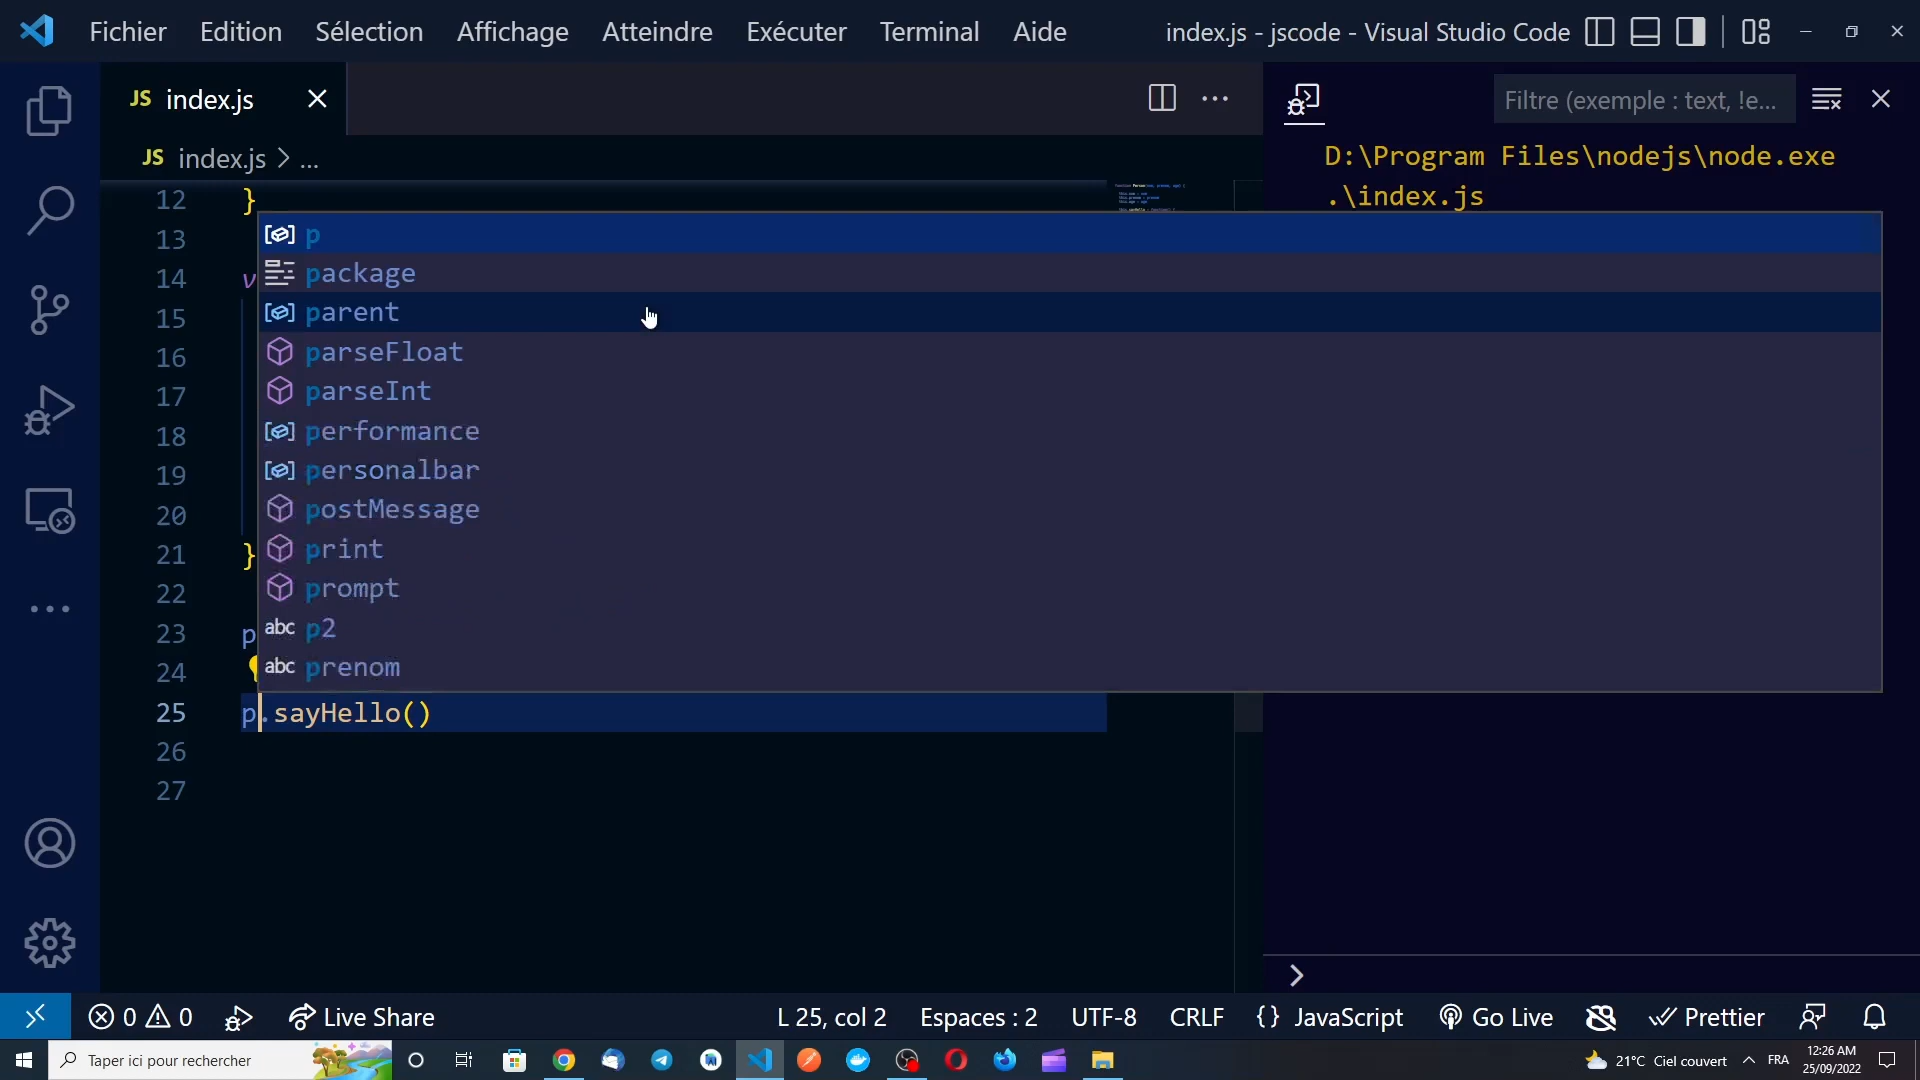 Fichier Edition Sélection Affichage Atteindre Exécuter Terminal Aide index.js - jscode - Visual Studio Code
JS index.js
Filtre (exemple : text, !e...
JS index.js > ...
D:\Program Files\nodejs\node.exe
.\index.js
12 }
13
14 v
15
16
17
18
19
20
21 }
22
23 p
24
25 p.sayHello()
26
27
p
package
parent
parseFloat
parseInt
performance
personalbar
postMessage
print
prompt
abc p2
abc prenom
0 0 Live Share L 25, col 2 Espaces : 2 UTF-8 CRLF {} JavaScript Go Live Prettier
Taper ici pour rechercher
21°C Ciel couvert FRA 12:26 AM
25/09/2022